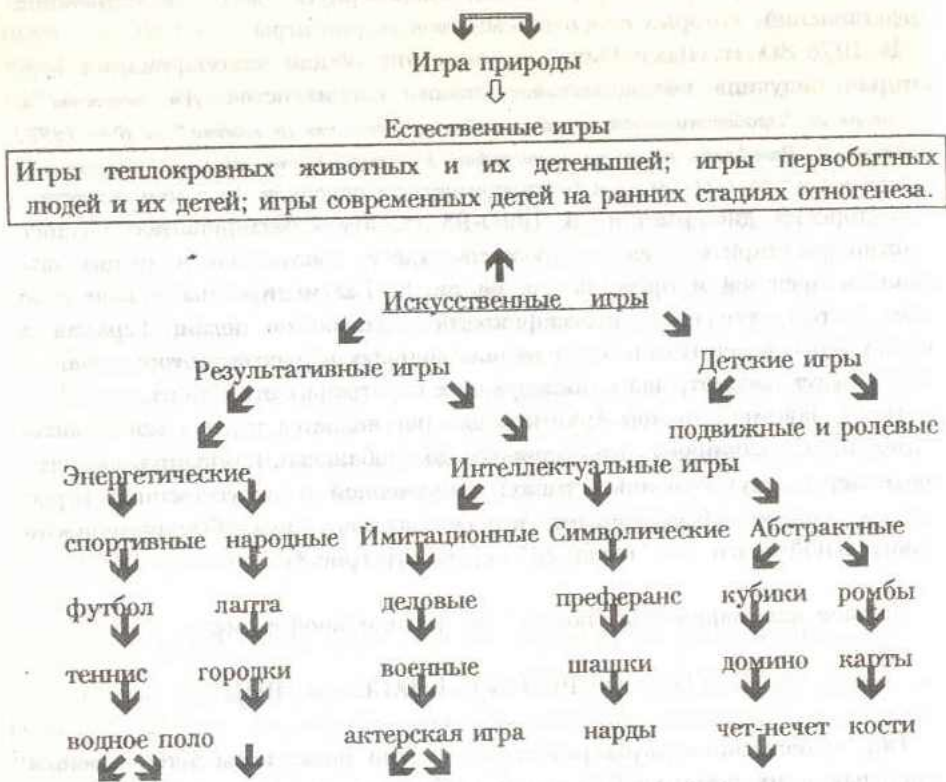 Игра природы
Естественные игры
Игры теплокровных животных и их детенышей; игры первобытных
людей и их детей; игры современных детей на ранних стадиях отногенеза.
Искусственные игры
Результативные игры Детские игры
подвижные и ролевые
Энергетические Интеллектуальные игры
спортивные народные Имитационные Символические Абстрактные
футбол лапта деловые преферанс кубики ромбы
теннис городки военные шашки домино карты
водное поло актерская игра нарды чет-нечет кости